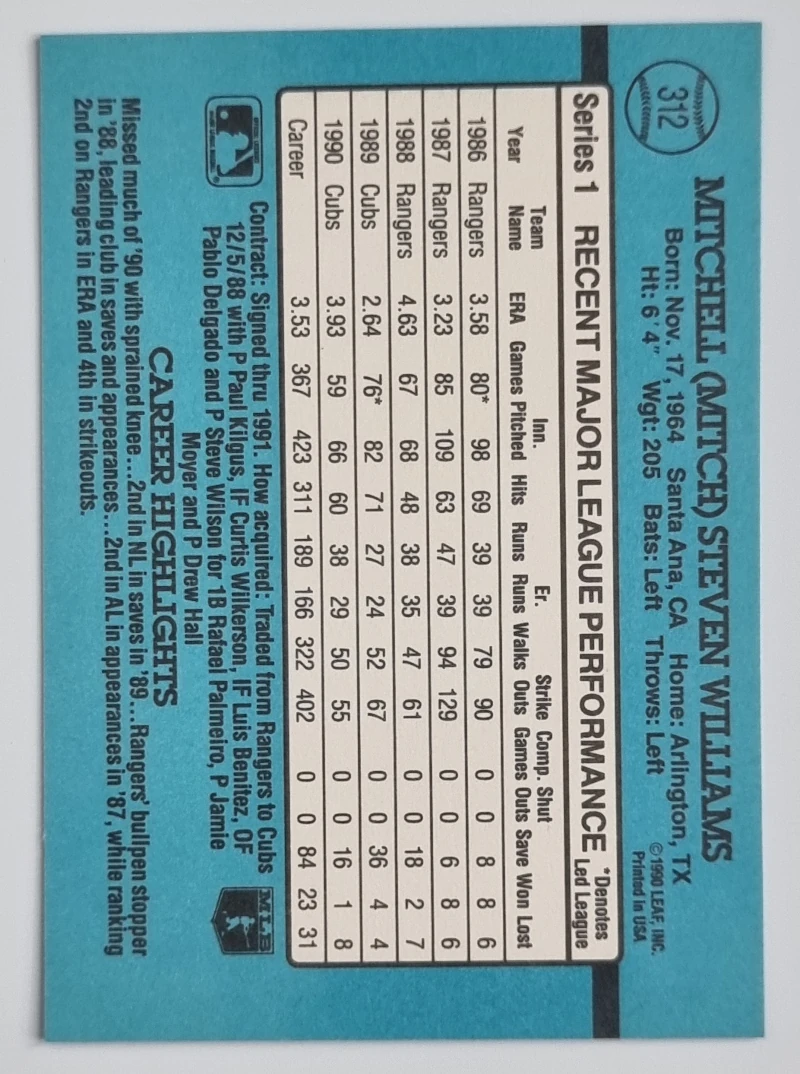 312
MITCHELL (MITCH) STEVEN WILLIAMS
Born: Nov. 17, 1964 Santa Ana, CA Home: Arlington, TX
Ht: 6'4" Wgt: 205 Bats: Left Throws: Left
©1990 LEAF, INC.
Printed in USA
Series 1 RECENT MAJOR LEAGUE PERFORMANCE *Denotes Led League
Team Inn. Er. Strike Comp. Shut
Year Name ERA Games Pitched Hits Runs Runs Walks Outs Games Outs Save Won Lost
1986 Rangers 3.58 80* 98 69 39 39 79 90 0 0 8 8 6
1987 Rangers 3.23 85 109 63 47 39 94 129 0 0 6 8 6
1988 Rangers 4.63 67 68 48 38 35 47 61 0 0 18 2 7
1989 Cubs 2.64 76* 82 71 27 24 52 67 0 0 36 4 4
1990 Cubs 3.93 59 66 60 38 29 50 55 0 0 16 1 8
Career 3.53 367 423 311 189 166 322 402 0 0 84 23 31
Contract: Signed thru 1991. How acquired: Traded from Rangers to Cubs
12/5/88 with P Paul Kilgus, IF Curtis Wilkerson, IF Luis Benitez, OF
Pablo Delgado and P Steve Wilson for 1B Rafael Palmeiro, P Jamie
Moyer and P Drew Hall
MLB
CAREER HIGHLIGHTS
Missed much of '90 with sprained knee...2nd in NL in saves in '89...Rangers' bullpen stopper
in '88, leading club in saves and appearances...2nd in AL in appearances in '87, while ranking
2nd on Rangers in ERA and 4th in strikeouts.